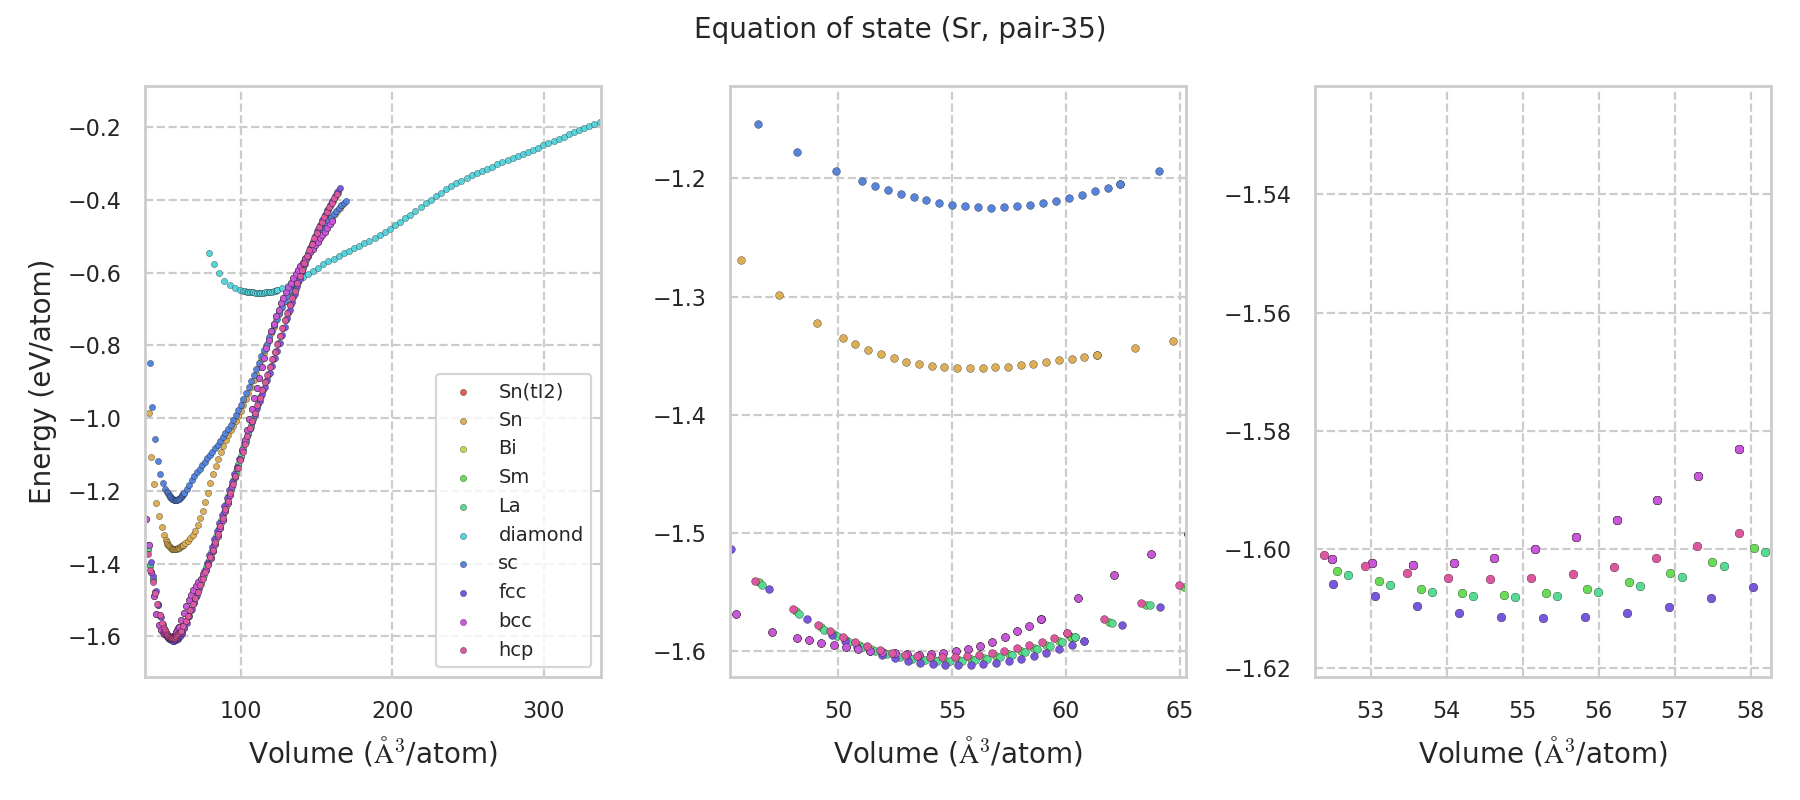 Equation of state (Sr, pair-35)
Energy (eV/atom)
−0.2
−0.4
−0.6
−0.8
−1.0
−1.2
−1.4
−1.6
100
200
300
Volume (Å³/atom)
Sn(tI2)
Sn
Bi
Sm
La
diamond
sc
fcc
bcc
hcp
−1.2
−1.3
−1.4
−1.5
−1.6
50
55
60
65
Volume (Å³/atom)
−1.54
−1.56
−1.58
−1.60
−1.62
53
54
55
56
57
58
Volume (Å³/atom)